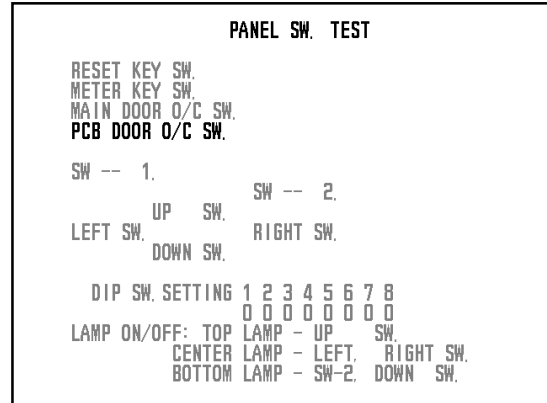 PANEL SW. TEST
RESET KEY SW.
METER KEY SW.
MAIN DOOR O/C SW.
PCB DOOR O/C SW.
SW -- 1.
SW -- 2.
UP SW.
LEFT SW. RIGHT SW.
DOWN SW.
DIP SW. SETTING 1 2 3 4 5 6 7 8
0 0 0 0 0 0 0 0
LAMP ON/OFF: TOP LAMP - UP SW.
CENTER LAMP - LEFT, RIGHT SW.
BOTTOM LAMP - SW-2, DOWN SW.